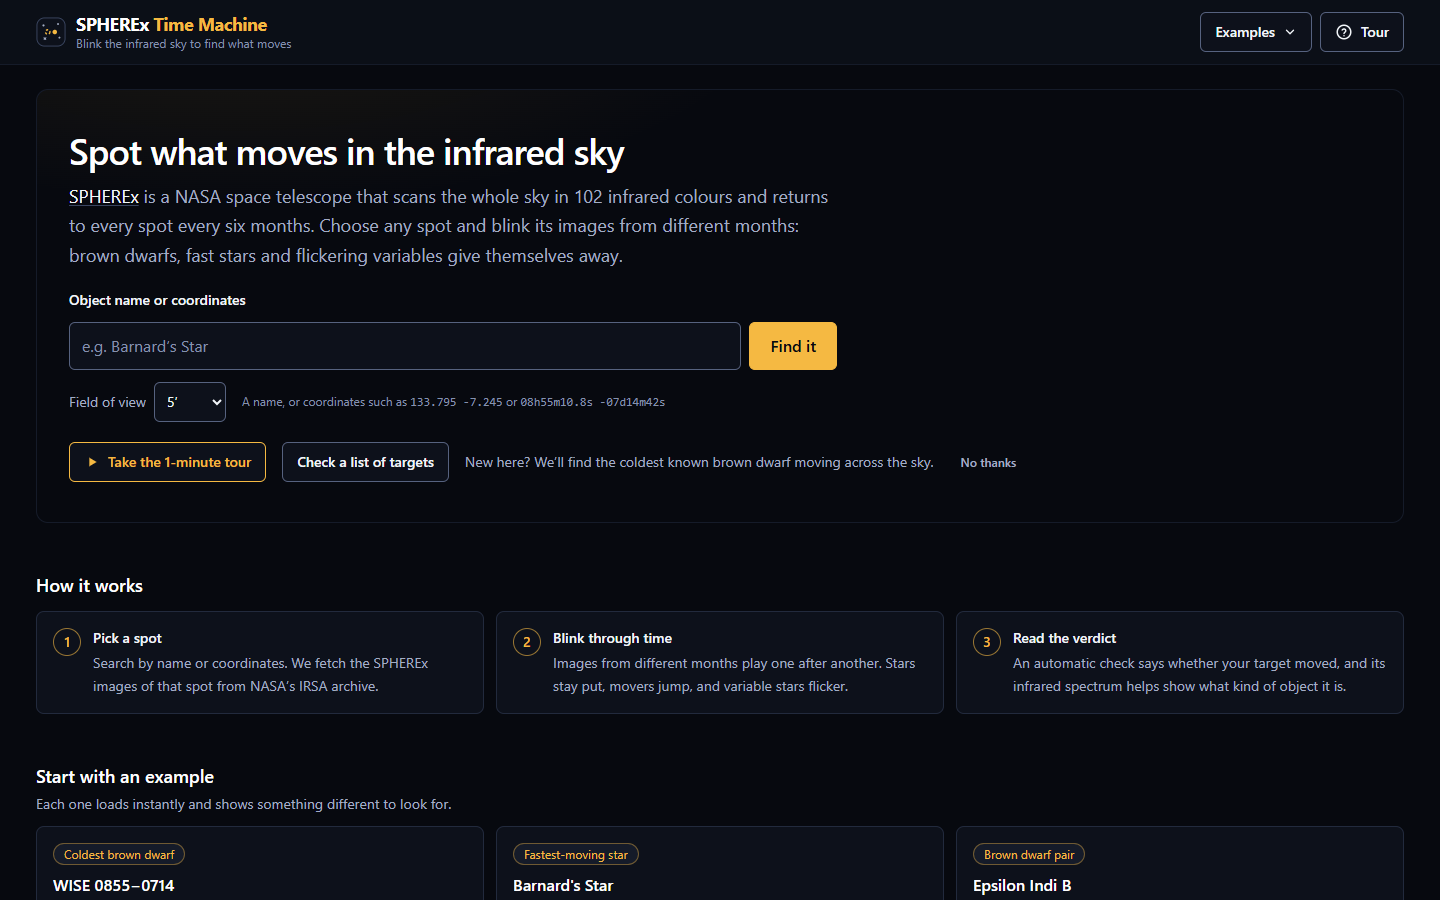 SPHEREx Time Machine
Blink the infrared sky to find what moves
Examples
Tour
Spot what moves in the infrared sky
SPHEREx is a NASA space telescope that scans the whole sky in 102 infrared colours and returns
to every spot every six months. Choose any spot and blink its images from different months:
brown dwarfs, fast stars and flickering variables give themselves away.
Object name or coordinates
e.g. Barnard’s Star
Find it
Field of view
5′
A name, or coordinates such as 133.795 -7.245 or 08h55m10.8s -07d14m42s
Take the 1-minute tour
Check a list of targets
New here? We’ll find the coldest known brown dwarf moving across the sky.
No thanks
How it works
1
Pick a spot
Search by name or coordinates. We fetch the SPHEREx
images of that spot from NASA’s IRSA archive.
2
Blink through time
Images from different months play one after another. Stars
stay put, movers jump, and variable stars flicker.
3
Read the verdict
An automatic check says whether your target moved, and its
infrared spectrum helps show what kind of object it is.
Start with an example
Each one loads instantly and shows something different to look for.
Coldest brown dwarf
WISE 0855−0714
Fastest-moving star
Barnard's Star
Brown dwarf pair
Epsilon Indi B